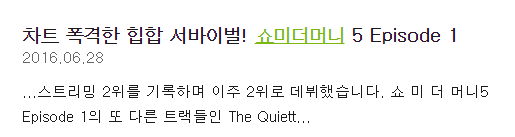 차트 폭격한 힙합 서바이벌! 쇼미더머니 5 Episode 1
2016.06.28
...스트리밍 2위를 기록하며 이주 2위로 데뷔했습니다. 쇼 미 더 머니5
Episode 1의 또 다른 트랙들인 The Quiett...